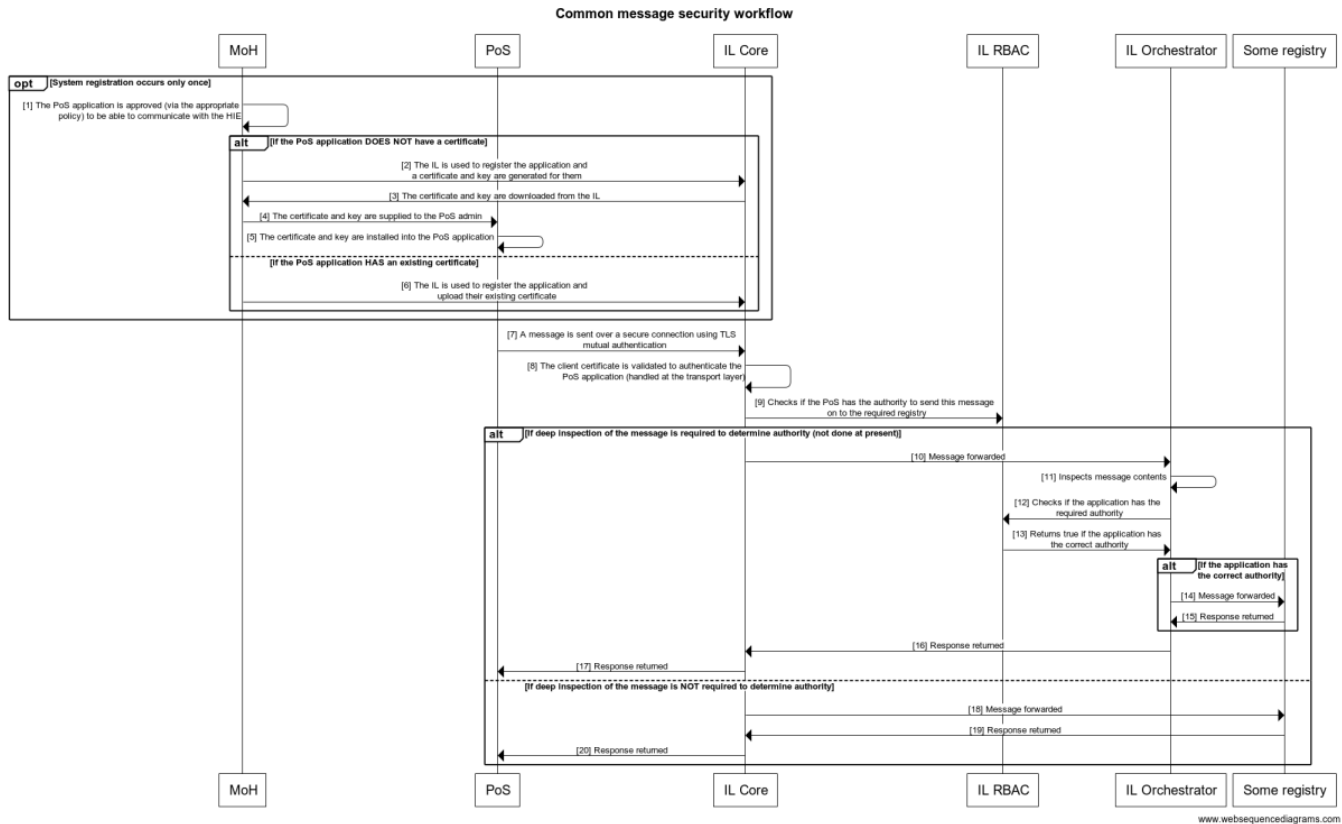 Common message security workflow
MoH
PoS
IL Core
IL RBAC
IL Orchestrator
Some registry
opt
[System registration occurs only once]
[1] The PoS application is approved (via the appropriate
policy) to be able to communicate with the HIE
alt
[If the PoS application DOES NOT have a certificate]
[2] The IL is used to register the application and
a certificate and key are generated for them
[3] The certificate and key are downloaded from the IL
[4] The certificate and key are supplied to the PoS admin
[5] The certificate and key are installed into the PoS application
[If the PoS application HAS an existing certificate]
[6] The IL is used to register the application and
upload their existing certificate
[7] A message is sent over a secure connection using TLS
mutual authentication
[8] The client certificate is validated to authenticate the
PoS application (handled at the transport layer)
[9] Checks if the PoS has the authority to send this message
on to the required registry
alt
[If deep inspection of the message is required to determine authority (not done at present)]
[10] Message forwarded
[11] Inspects message contents
[12] Checks if the application has the
required authority
[13] Returns true if the application has
the correct authority
alt
[If the application has
the correct authority]
[14] Message forwarded
[15] Response returned
[16] Response returned
[17] Response returned
[If deep inspection of the message is NOT required to determine authority]
[18] Message forwarded
[19] Response returned
[20] Response returned
MoH
PoS
IL Core
IL RBAC
IL Orchestrator
Some registry
www.websequencediagrams.com